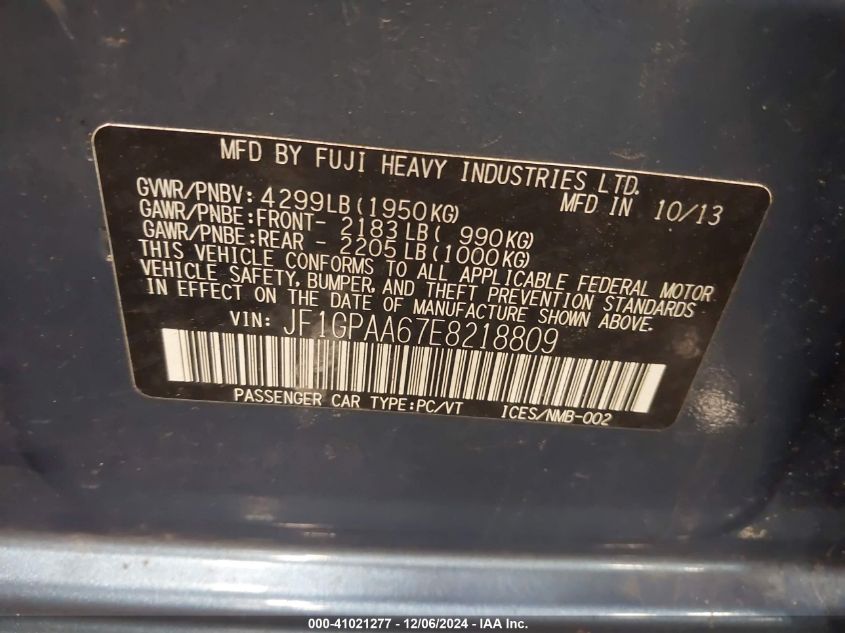 MFD BY FUJI HEAVY INDUSTRIES LTD.
MFD IN 10/13
GVWR/PNBV: 4299LB(1950KG)
GAWR/PNBE:FRONT- 2183LB( 990KG)
GAWR/PNBE:REAR - 2205LB(1000KG)
THIS VEHICLE CONFORMS TO ALL APPLICABLE FEDERAL MOTOR
VEHICLE SAFETY, BUMPER, AND THEFT PREVENTION STANDARDS
IN EFFECT ON THE DATE OF MANUFACTURE SHOWN ABOVE.
VIN: JF1GPAA67E8218809
PASSENGER CAR TYPE:PC/VT ICES/NMB-002
000-41021277 - 12/06/2024 - IAA Inc.